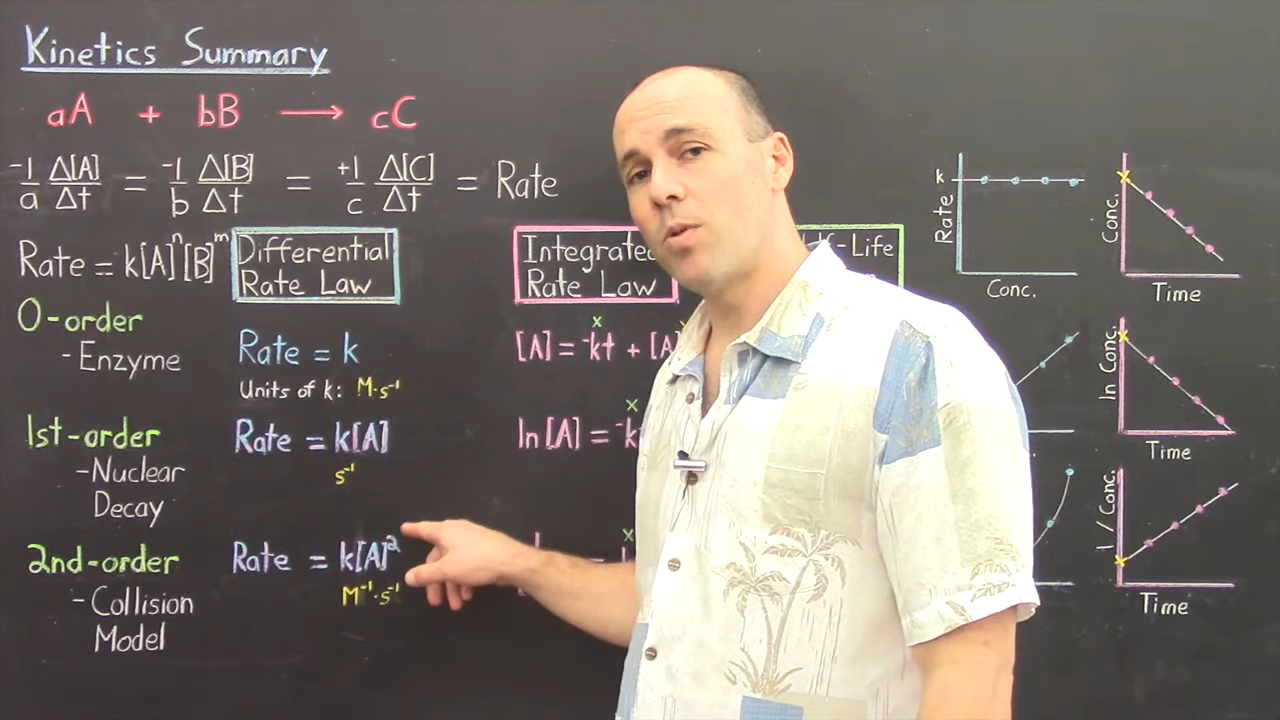 Kinetics Summary
aA + bB → cC
-1/a Δ[A]/Δt = -1/b Δ[B]/Δt = +1/c Δ[C]/Δt = Rate
Rate = k[A]ⁿ[B]ᵐ
Differential
Rate Law
Integrated
Rate Law
Life
0-order
- Enzyme
Rate = k
Units of k: M·s⁻¹
x
[A] = -kt + [A]
1st-order
- Nuclear
Decay
Rate = k[A]
s⁻¹
x
ln[A] = -k
2nd-order
- Collision
Model
Rate = k[A]²
M⁻¹·s⁻¹
x
k
Rate
Conc.
Conc.
Time
ln Conc.
Time
1/Conc.
Time